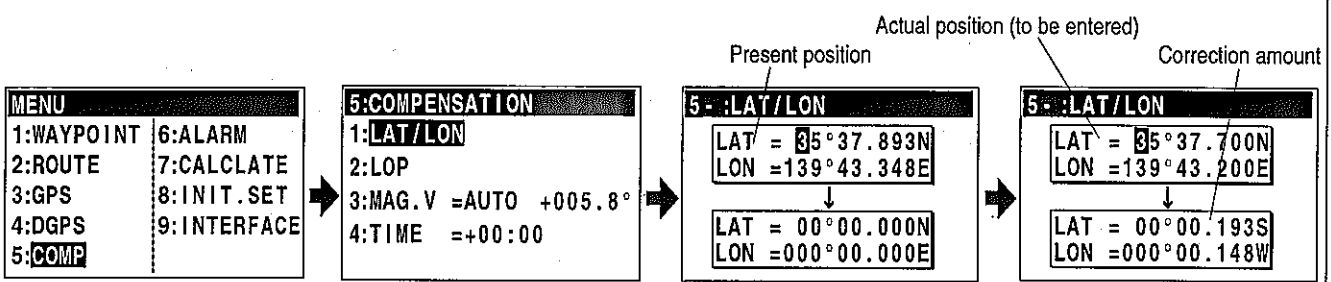 Actual position (to be entered)
Present position
Correction amount
MENU
1:WAYPOINT 6:ALARM
2:ROUTE 7:CALCLATE
3:GPS 8:INIT.SET
4:DGPS 9:INTERFACE
5:COMP
5:COMPENSATION
1:LAT/LON
2:LOP
3:MAG.V =AUTO +005.8°
4:TIME =+00:00
5- :LAT/LON
LAT = 35°37.893N
LON =139°43.348E
↓
LAT = 00°00.000N
LON =000°00.000E
5- :LAT/LON
LAT = 35°37.700N
LON =139°43.200E
↓
LAT = 00°00.193S
LON =000°00.148W